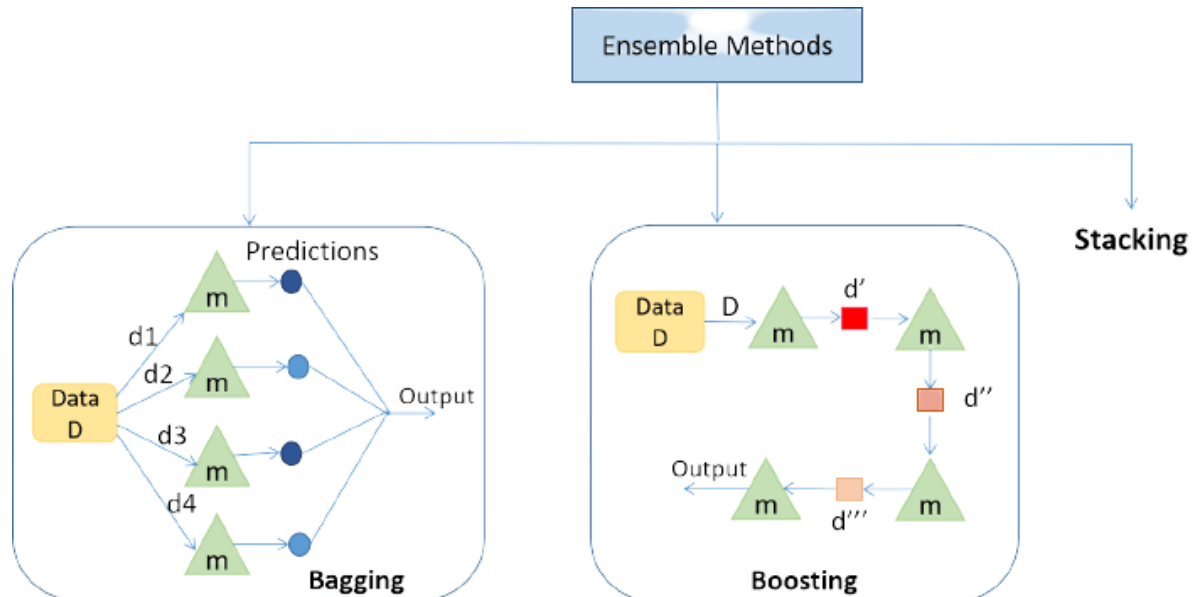 Ensemble Methods
Stacking
Predictions
m
d1
m
d2
Data
D
Output
d3
m
d4
m
Bagging
Data
D
D
m
d'
m
d''
Output
m
d'''
m
Boosting